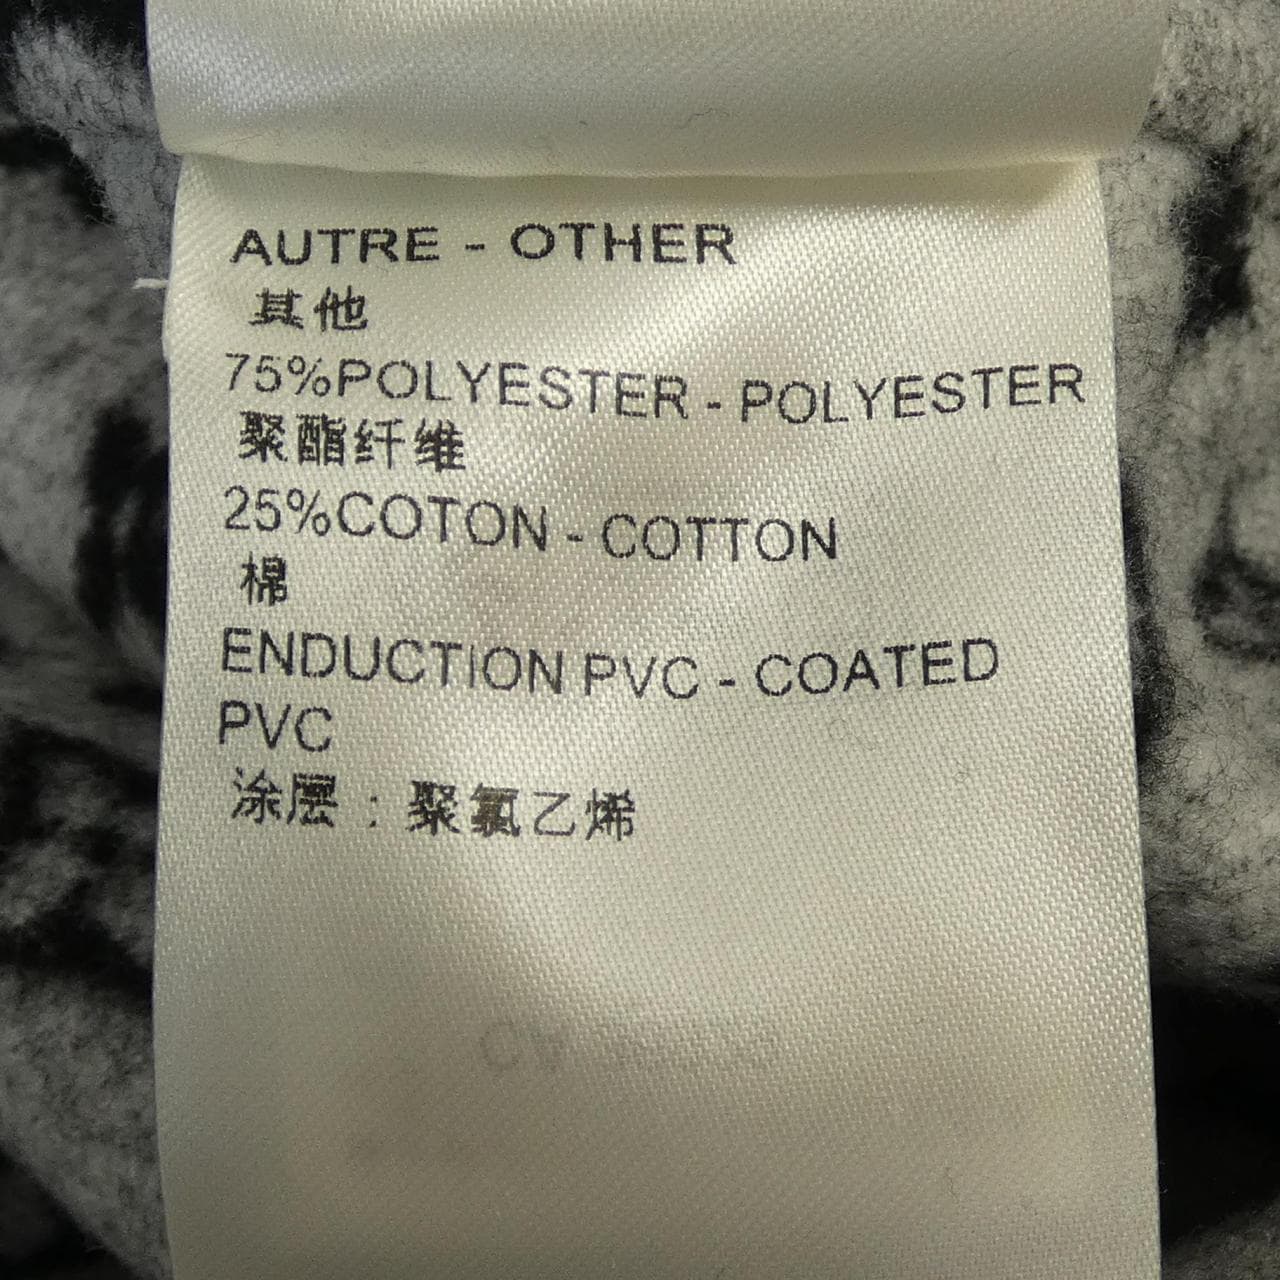 AUTRE - OTHER
其他
75%POLYESTER - POLYESTER
聚酯纤维
25%COTON - COTTON
棉
ENDUCTION PVC - COATED
PVC
涂层 : 聚氯乙烯